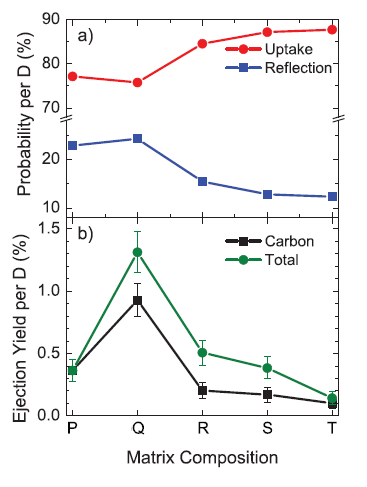 90
a)
Uptake
Reflection
80
70
20
10
Probability per D (%)
1.5
b)
Carbon
Total
1.0
0.5
0.0
Ejection Yield per D (%)
P Q R S T
Matrix Composition